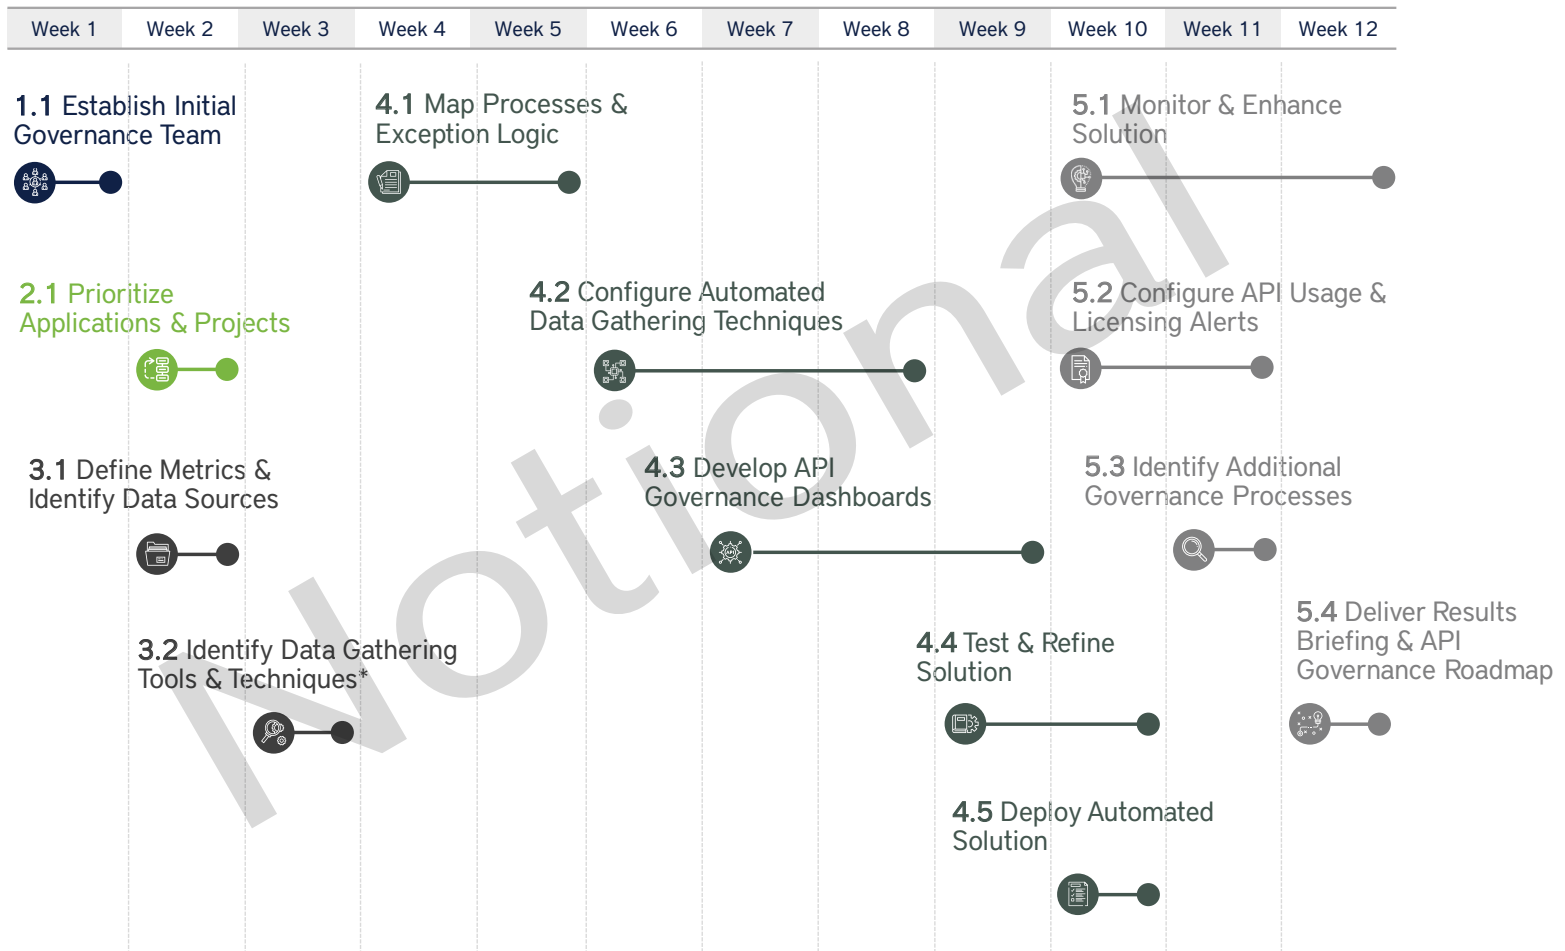 Week 1 Week 2 Week 3 Week 4 Week 5 Week 6 Week 7 Week 8 Week 9 Week 10 Week 11 Week 12
1.1 Establish Initial
Governance Team
4.1 Map Processes &
Exception Logic
5.1 Monitor & Enhance
Solution
2.1 Prioritize
Applications & Projects
4.2 Configure Automated
Data Gathering Techniques
5.2 Configure API Usage &
Licensing Alerts
3.1 Define Metrics &
Identify Data Sources
4.3 Develop API
Governance Dashboards
API
5.3 Identify Additional
Governance Processes
3.2 Identify Data Gathering
Tools & Techniques*
4.4 Test & Refine
Solution
5.4 Deliver Results
Briefing & API
Governance Roadmap
4.5 Deploy Automated
Solution
Notional